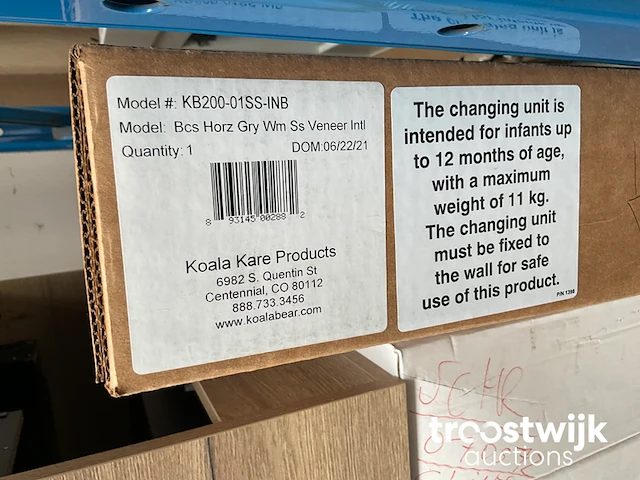 Model #: KB200-01SS-INB
Model: Bcs Horz Gry Wm Ss Veneer Intl
Quantity: 1 DOM:06/22/21
8 93145 00288 2
Koala Kare Products
6982 S. Quentin St
Centennial, CO 80112
888.733.3456
www.koalabear.com
The changing unit is
intended for infants up
to 12 months of age,
with a maximum
weight of 11 kg.
The changing unit
must be fixed to
the wall for safe
use of this product.
P/N 1398
troostwijk
auctions